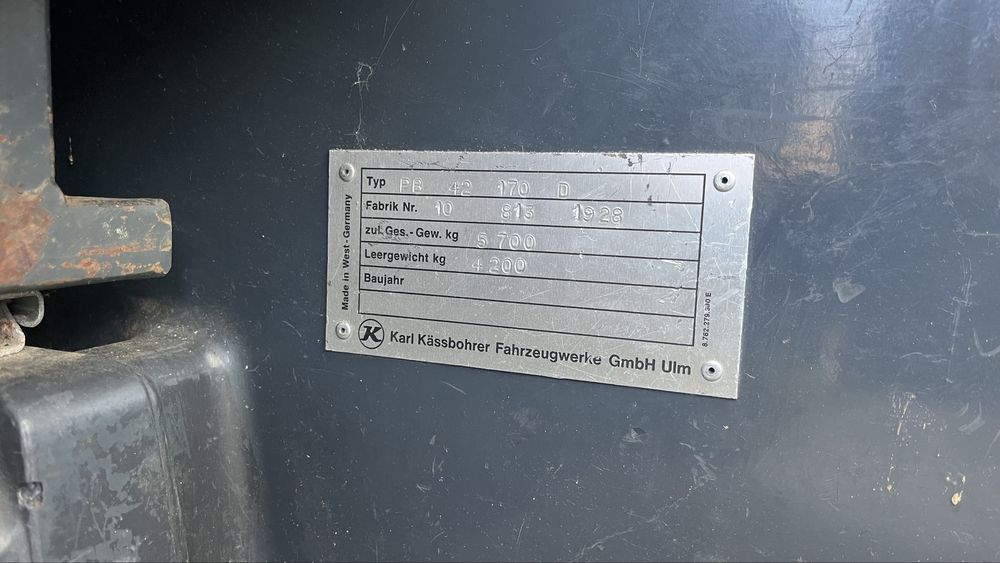 Typ PB 42 170 D
Fabrik Nr. 10 813 1928
zul. Ges.-Gew. kg 5 700
Leergewicht kg 4 200
Baujahr
K Karl Kässbohrer Fahrzeugwerke GmbH Ulm
Made in West-Germany
8.762.279.300 E